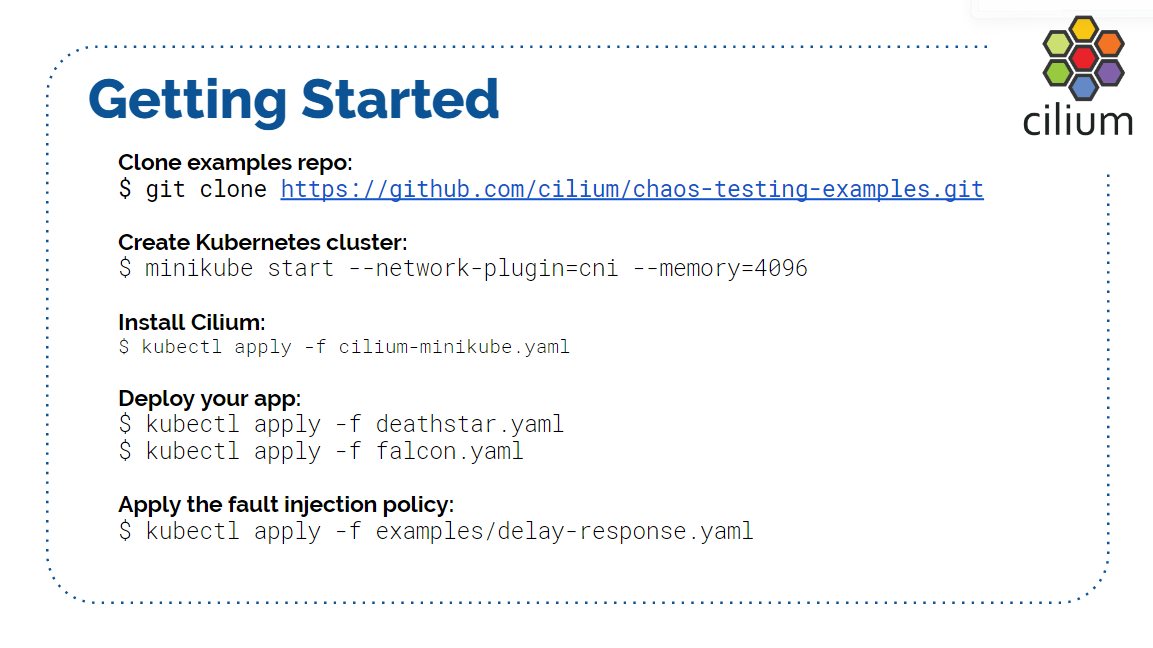 Getting Started
cilium
Clone examples repo:
$ git clone https://github.com/cilium/chaos-testing-examples.git
Create Kubernetes cluster:
$ minikube start --network-plugin=cni --memory=4096
Install Cilium:
$ kubectl apply -f cilium-minikube.yaml
Deploy your app:
$ kubectl apply -f deathstar.yaml
$ kubectl apply -f falcon.yaml
Apply the fault injection policy:
$ kubectl apply -f examples/delay-response.yaml